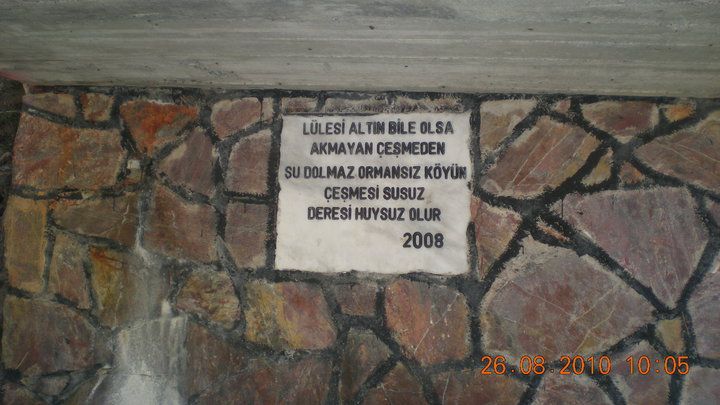 LÜLESİ ALTIN BİLE OLSA
AKMAYAN ÇEŞMEDEN
SU DOLMAZ ORMANSIZ KÖYÜN
ÇEŞMESİ SUSUZ
DERESİ HUYSUZ OLUR
2008
26.08.2010 10:05